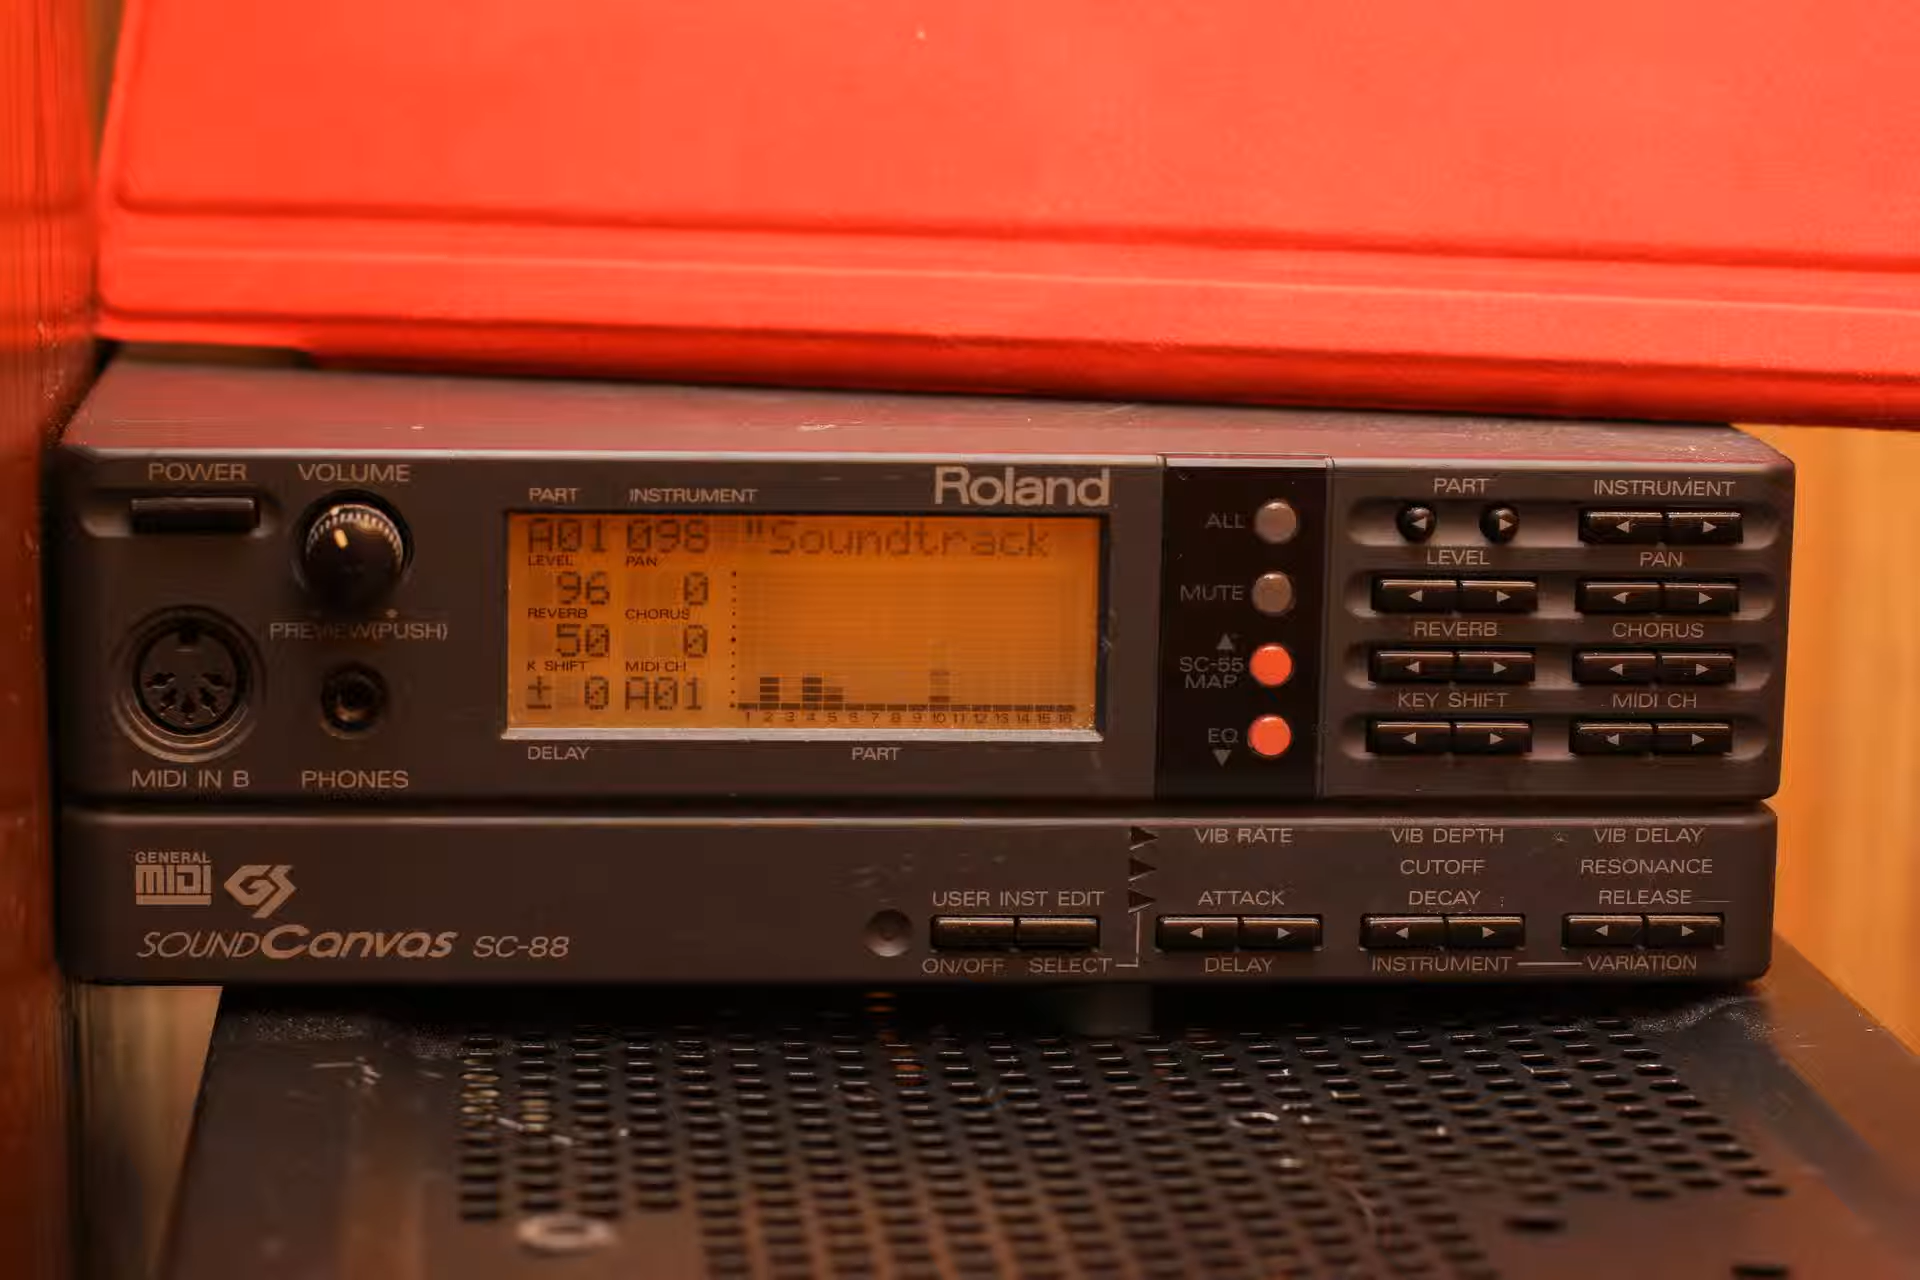 POWER VOLUME
PREVIEW(PUSH)
MIDI IN B PHONES
PART INSTRUMENT Roland
A01 098 "Soundtrack
LEVEL PAN
96 0
REVERB CHORUS
50 0
K SHIFT MIDI CH
± 0 A01
1 2 3 4 5 6 7 8 9 10 11 12 13 14 15 16
DELAY PART
ALL
MUTE
SC-55
MAP
EQ
PART INSTRUMENT
LEVEL PAN
REVERB CHORUS
KEY SHIFT MIDI CH
GENERAL
MIDI GS
SOUND Canvas SC-88
USER INST EDIT
ON/OFF SELECT
VIB RATE VIB DEPTH VIB DELAY
CUTOFF RESONANCE
ATTACK DECAY RELEASE
DELAY INSTRUMENT VARIATION